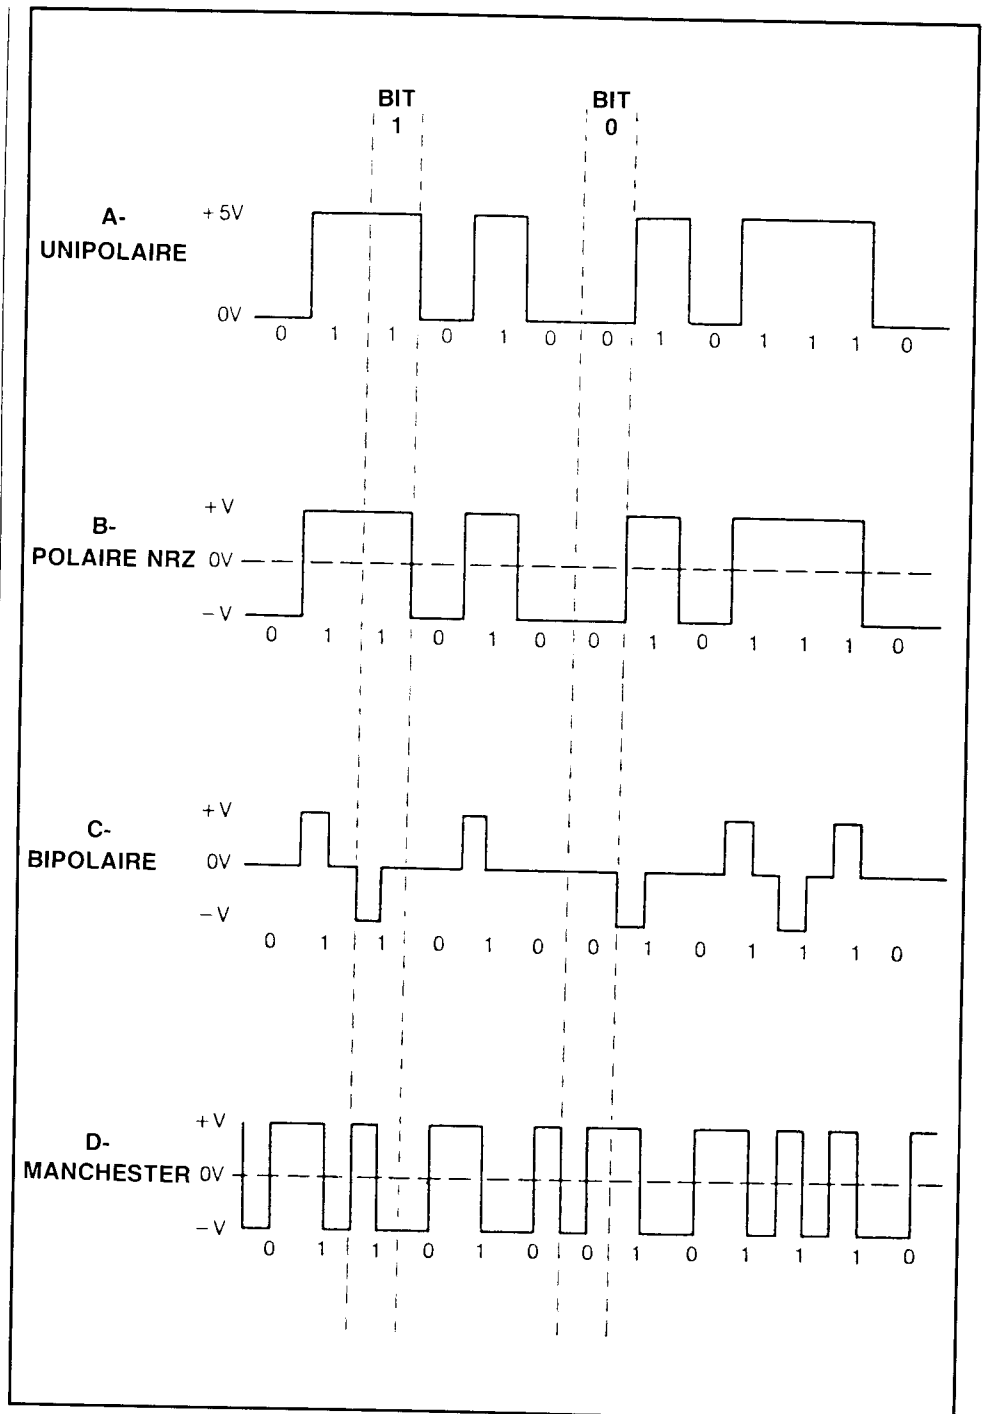 BIT BIT
1 0
A- +5V
UNIPOLAIRE
0V
0 1 1 0 1 0 0 1 0 1 1 1 0
+V
B-
POLAIRE NRZ 0V
-V
0 1 1 0 1 0 0 1 0 1 1 1 0
+V
C-
BIPOLAIRE 0V
-V
0 1 1 0 1 0 0 1 0 1 1 1 0
+V
D-
MANCHESTER 0V
-V
0 1 1 0 1 0 0 1 0 1 1 1 0